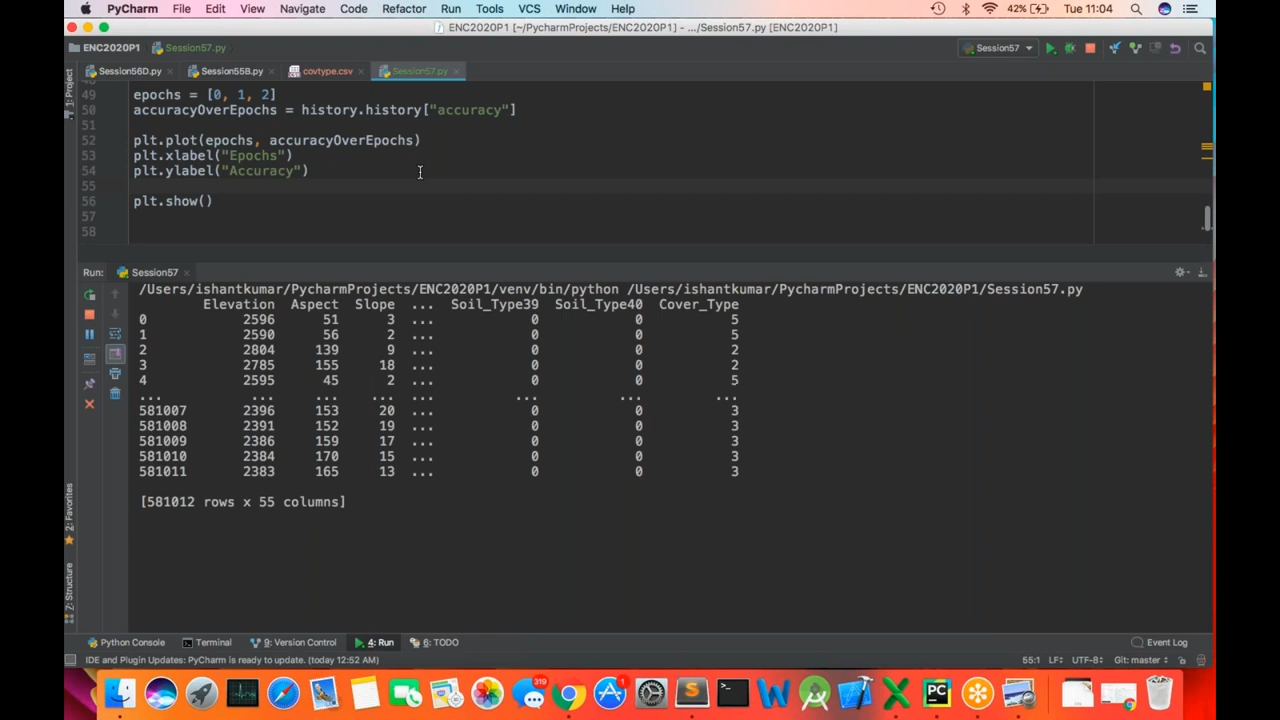 PyCharm File Edit View Navigate Code Refactor Run Tools VCS Window Help 42% Tue 11:04
ENC2020P1 [~/PycharmProjects/ENC2020P1] - .../Session57.py [ENC2020P1]
ENC2020P1 Session57.py Session57
Session56D.py Session55B.py covtype.csv Session57.py
1: Project
49 epochs = [0, 1, 2]
50 accuracyOverEpochs = history.history["accuracy"]
51
52 plt.plot(epochs, accuracyOverEpochs)
53 plt.xlabel("Epochs")
54 plt.ylabel("Accuracy")
55
56 plt.show()
57
58
Run: Session57
/Users/ishantkumar/PycharmProjects/ENC2020P1/venv/bin/python /Users/ishantkumar/PycharmProjects/ENC2020P1/Session57.py
Elevation Aspect Slope ... Soil_Type39 Soil_Type40 Cover_Type
0 2596 51 3 ... 0 0 5
1 2590 56 2 ... 0 0 5
2 2804 139 9 ... 0 0 2
3 2785 155 18 ... 0 0 2
4 2595 45 2 ... 0 0 5
... ... ... ... ... ... ... ...
581007 2396 153 20 ... 0 0 3
581008 2391 152 19 ... 0 0 3
581009 2386 159 17 ... 0 0 3
581010 2384 170 15 ... 0 0 3
581011 2383 165 13 ... 0 0 3
[581012 rows x 55 columns]
2: Favorites
7: Structure
Python Console Terminal 9: Version Control 4: Run 6: TODO Event Log
IDE and Plugin Updates: PyCharm is ready to update. (today 12:52 AM) 55:1 LF÷ UTF-8÷ Git: master÷
319
1
PC